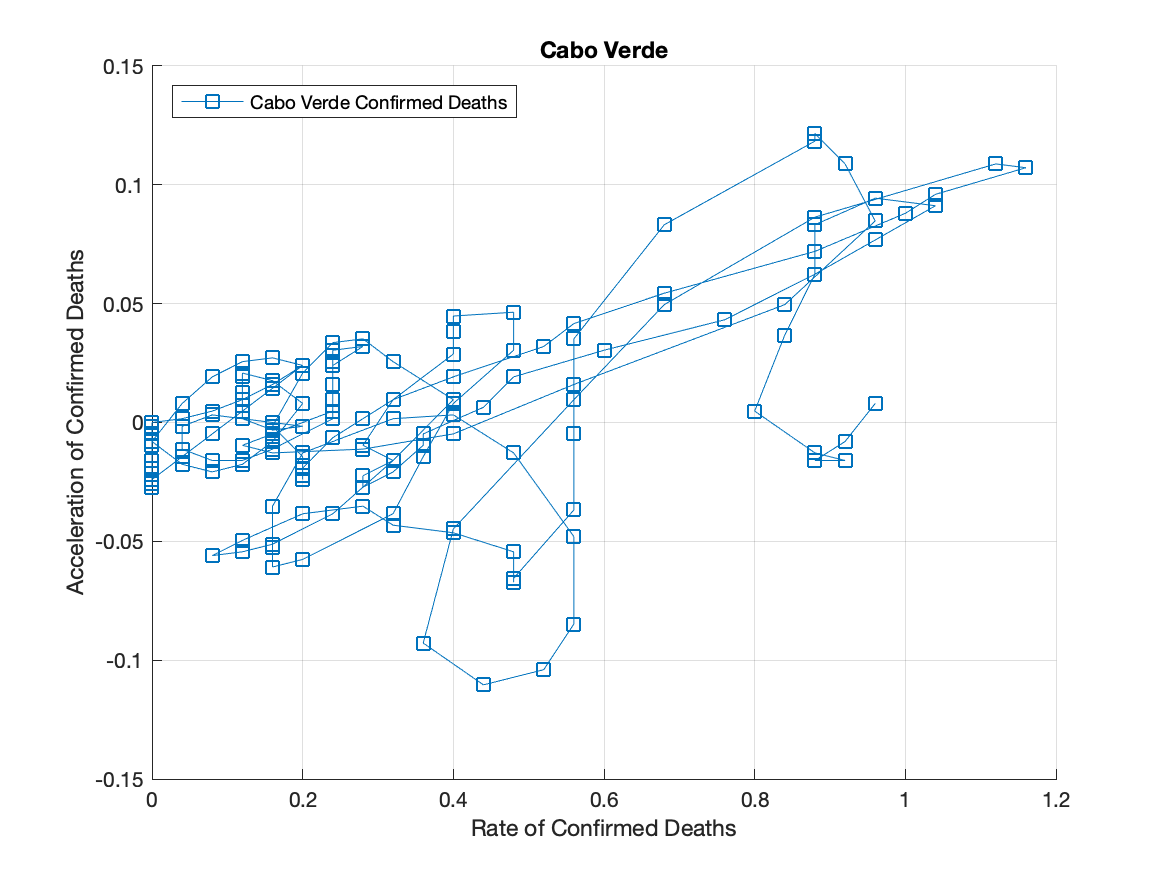 Cabo Verde
0.15
Cabo Verde Confirmed Deaths
0.1
0.05
0
-0.05
-0.1
-0.15
Acceleration of Confirmed Deaths
0 0.2 0.4 0.6 0.8 1 1.2
Rate of Confirmed Deaths